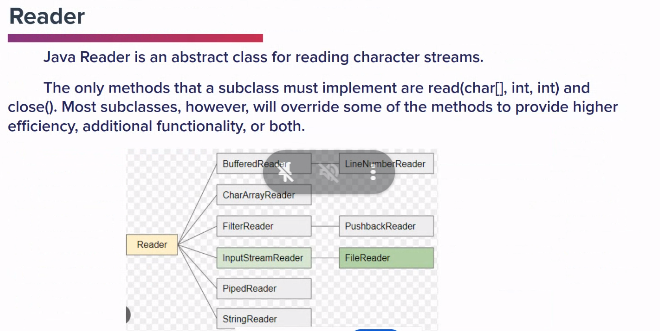 Reader
Java Reader is an abstract class for reading character streams.
The only methods that a subclass must implement are read(char[], int, int) and
close(). Most subclasses, however, will override some of the methods to provide higher
efficiency, additional functionality, or both.
BufferedReader LineNumberReader
CharArrayReader
FilterReader PushbackReader
Reader
InputStreamReader FileReader
PipedReader
StringReader